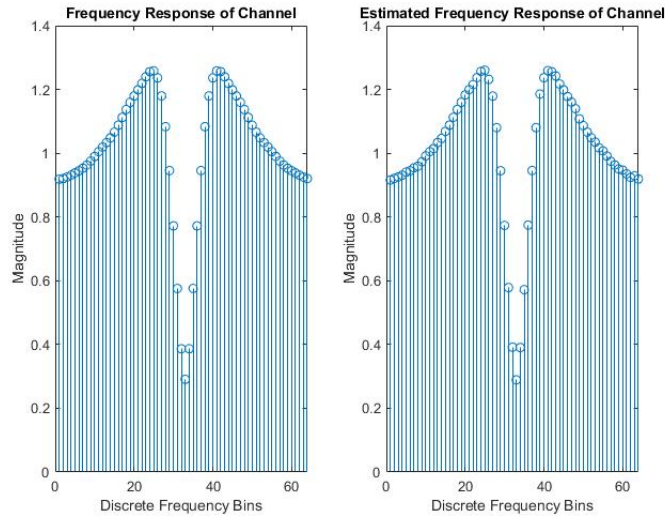 Frequency Response of Channel
1.4
1.2
1
0.8
0.6
0.4
0.2
0
0 20 40 60
Magnitude
Discrete Frequency Bins
Estimated Frequency Response of Channel
1.4
1.2
1
0.8
0.6
0.4
0.2
0
0 20 40 60
Magnitude
Discrete Frequency Bins